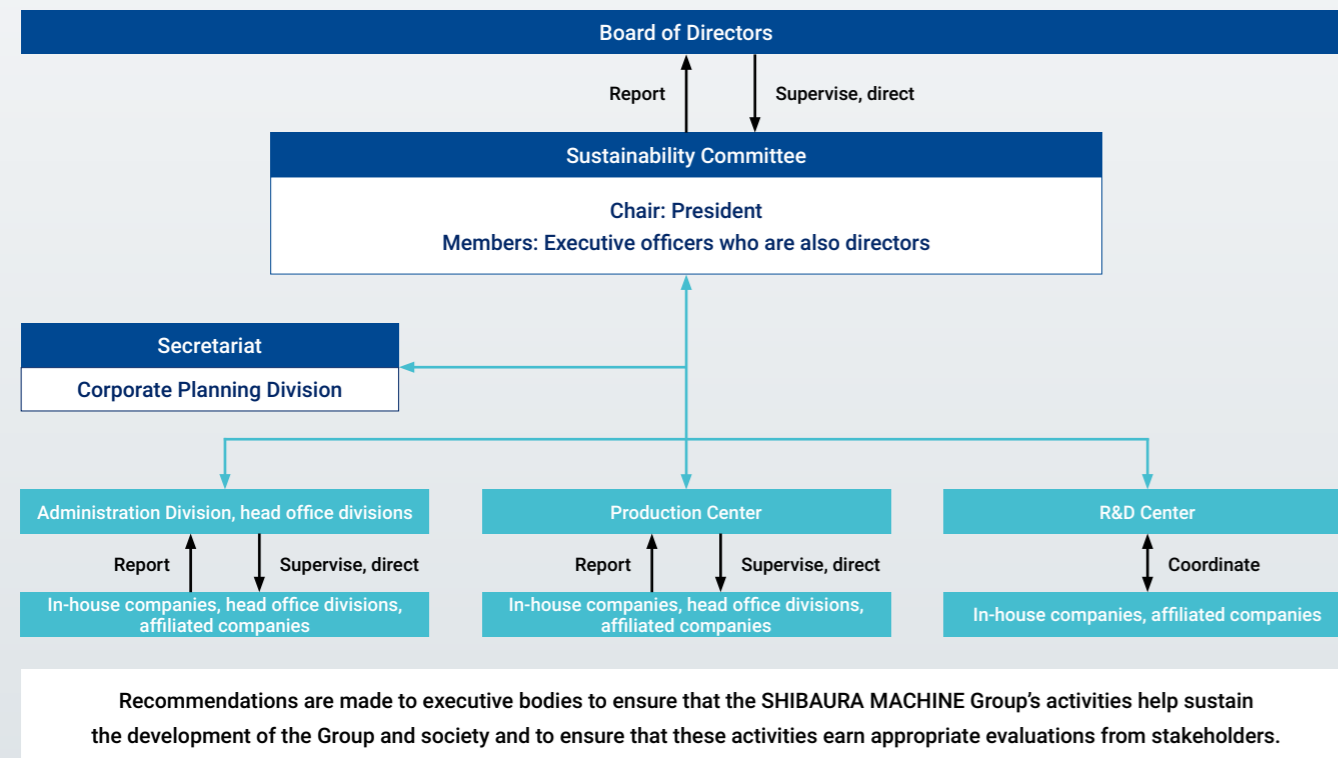 Board of Directors
Report
Supervise, direct
Sustainability Committee
Chair: President
Members: Executive officers who are also directors
Secretariat
Corporate Planning Division
Administration Division, head office divisions
Production Center
R&D Center
Report
Supervise, direct
Report
Supervise, direct
Coordinate
In-house companies, head office divisions,
affiliated companies
In-house companies, head office divisions,
affiliated companies
In-house companies, affiliated companies
Recommendations are made to executive bodies to ensure that the SHIBAURA MACHINE Group’s activities help sustain
the development of the Group and society and to ensure that these activities earn appropriate evaluations from stakeholders.